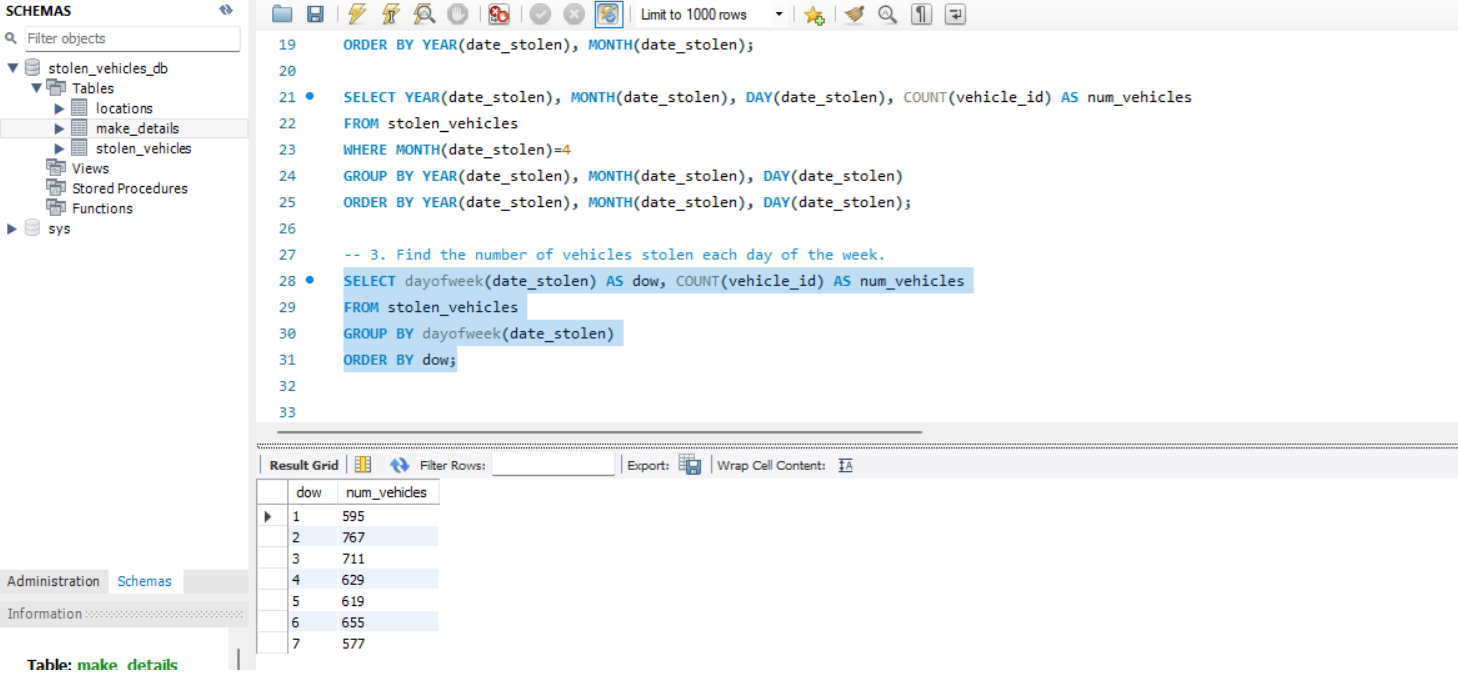 SCHEMAS
Filter objects
stolen_vehicles_db
Tables
locations
make_details
stolen_vehicles
Views
Stored Procedures
Functions
sys
Administration Schemas
Information
Table: make_details
Limit to 1000 rows
19 ORDER BY YEAR(date_stolen), MONTH(date_stolen);
20
21 SELECT YEAR(date_stolen), MONTH(date_stolen), DAY(date_stolen), COUNT(vehicle_id) AS num_vehicles
22 FROM stolen_vehicles
23 WHERE MONTH(date_stolen)=4
24 GROUP BY YEAR(date_stolen), MONTH(date_stolen), DAY(date_stolen)
25 ORDER BY YEAR(date_stolen), MONTH(date_stolen), DAY(date_stolen);
26
27 -- 3. Find the number of vehicles stolen each day of the week.
28 SELECT dayofweek(date_stolen) AS dow, COUNT(vehicle_id) AS num_vehicles
29 FROM stolen_vehicles
30 GROUP BY dayofweek(date_stolen)
31 ORDER BY dow;
32
33
Result Grid Filter Rows: Export: Wrap Cell Content: IA
dow num_vehicles
1 595
2 767
3 711
4 629
5 619
6 655
7 577